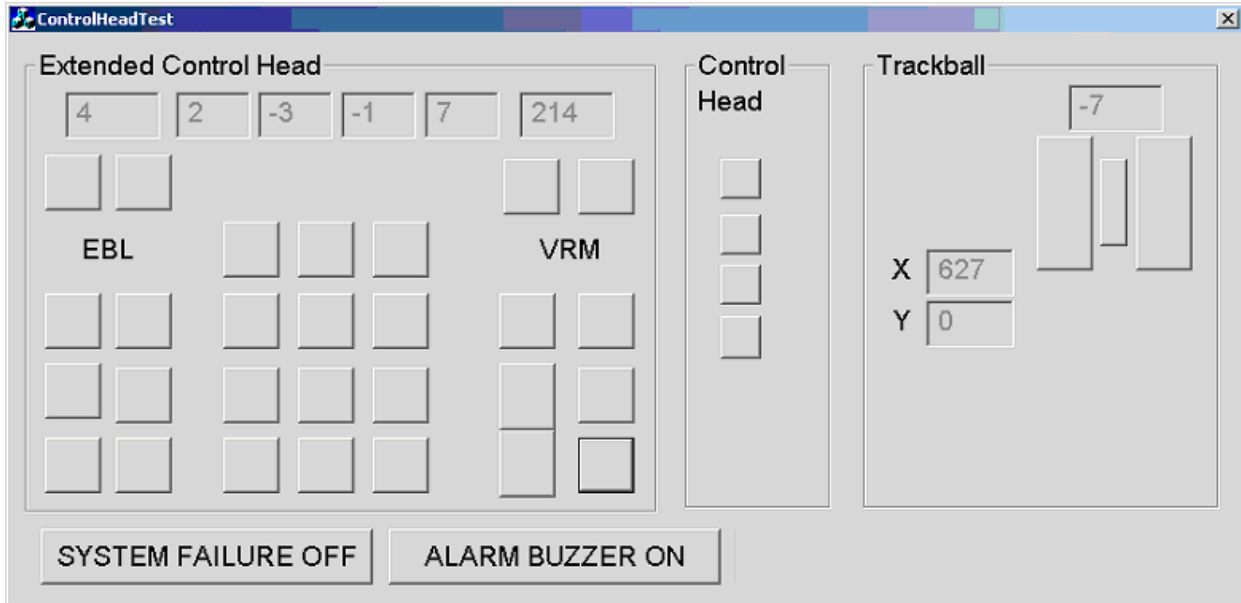 ControlHeadTest
Extended Control Head
4 2 -3 -1 7 214
EBL
VRM
Control
Head
Trackball
-7
X 627
Y 0
SYSTEM FAILURE OFF
ALARM BUZZER ON